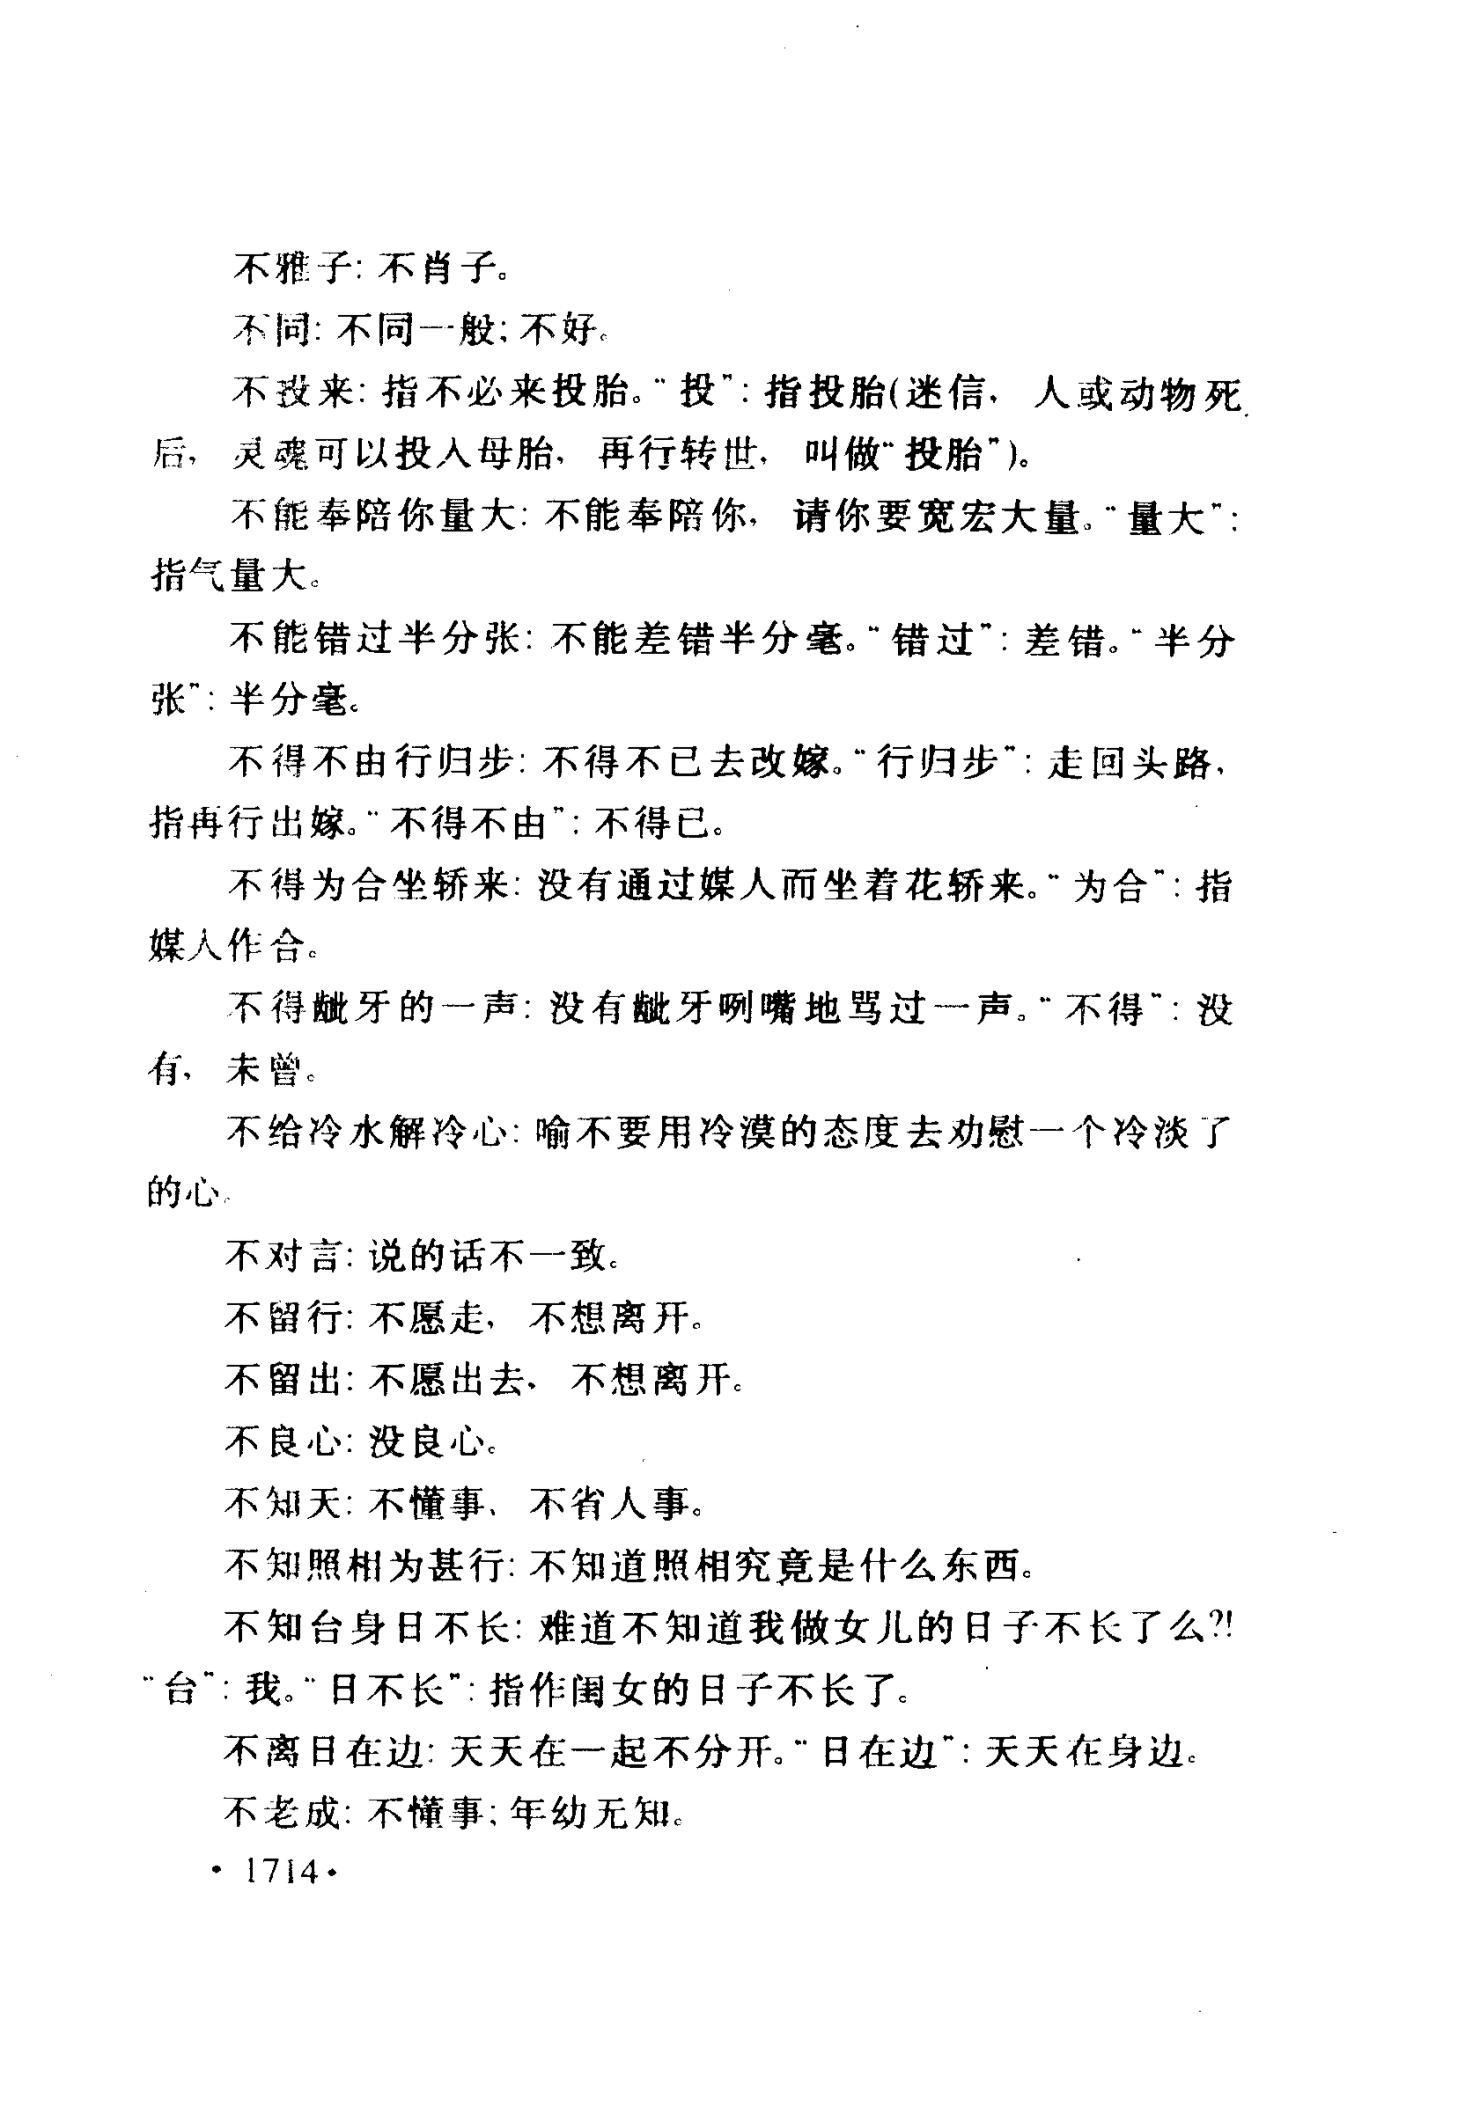 不雅子：不肖子。
不同：不同一般；不好。
不投来：指不必来投胎。“投”：指投胎(迷信，人或动物死
后，灵魂可以投入母胎，再行转世，叫做“投胎”)。
不能奉陪你量大：不能奉陪你，请你要宽宏大量。“量大”：
指气量大。
不能错过半分张：不能差错半分毫。“错过”：差错。“半分
张”：半分毫。
不得不由行归步：不得不已去改嫁。“行归步”：走回头路，
指再行出嫁。“不得不由”：不得已。
不得为合坐轿来：没有通过媒人而坐着花轿来。“为合”：指
媒人作合。
不得龇牙的一声：没有龇牙咧嘴地骂过一声。“不得”：没
有，未曾。
不给冷水解冷心：喻不要用冷漠的态度去劝慰一个冷淡了
的心。
不对言：说的话不一致。
不留行：不愿走，不想离开。
不留出：不愿出去，不想离开。
不良心：没良心。
不知天：不懂事、不省人事。
不知照相为甚行：不知道照相究竟是什么东西。
不知台身日不长：难道不知道我做女儿的日子不长了么?!
“台”：我。“日不长”：指作闺女的日子不长了。
不离日在边：天天在一起不分开。“日在边”：天天在身边。
不老成：不懂事；年幼无知。
• 1714 •